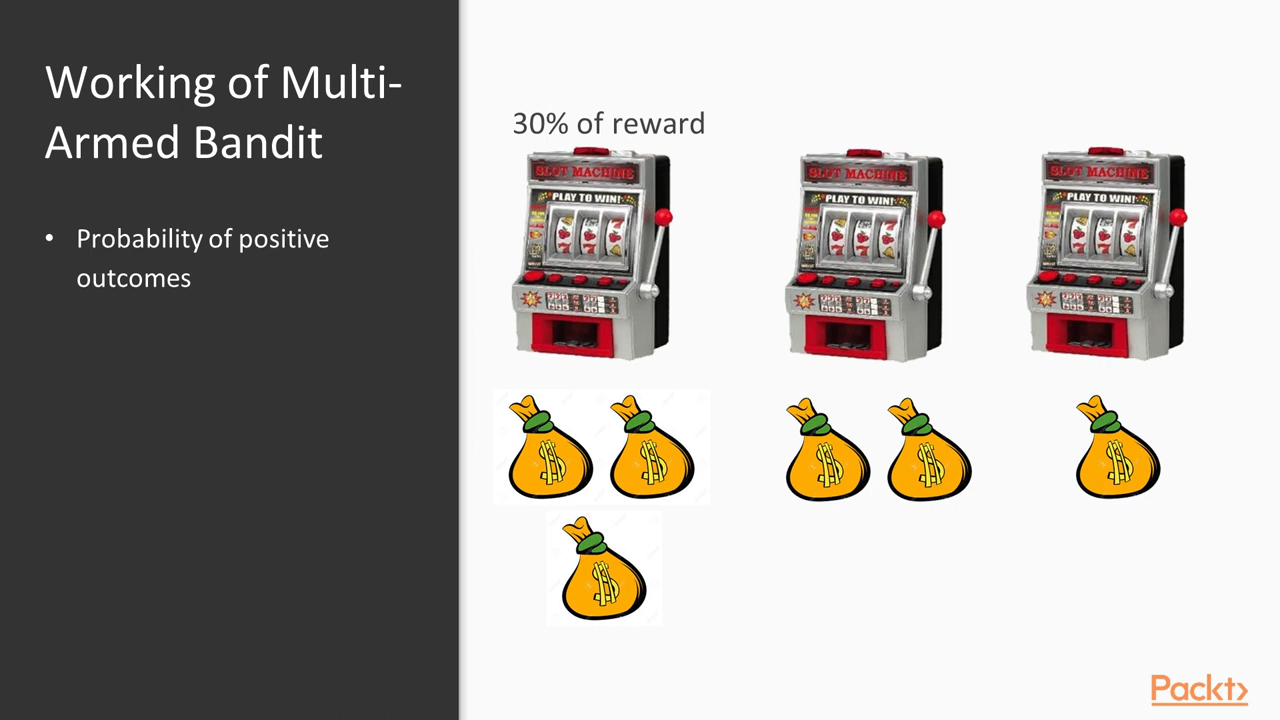 Working of Multi-
Armed Bandit
• Probability of positive
outcomes
30% of reward
SLOT MACHINE
PLAY TO WIN!
SLOT MACHINE
PLAY TO WIN!
SLOT MACHINE
PLAY TO WIN!
$
$
$
$
$
$
Packt>